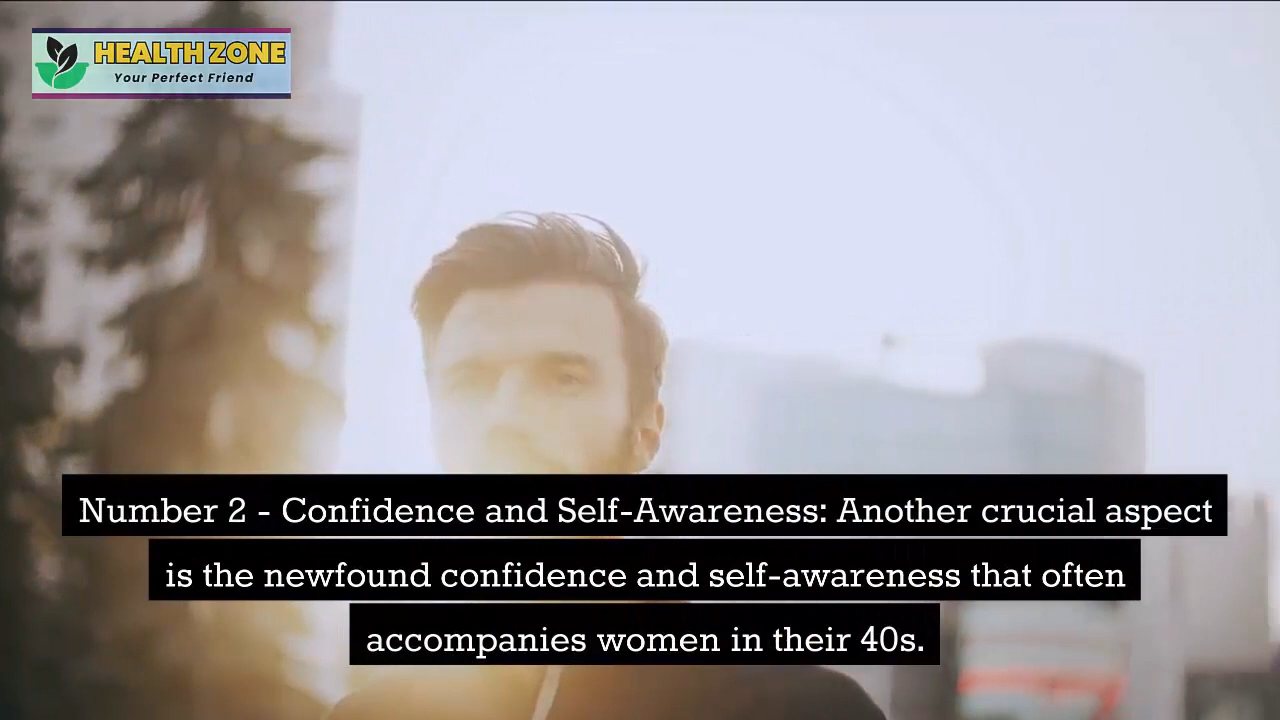 HEALTH ZONE
Your Perfect Friend
Number 2 - Confidence and Self-Awareness: Another crucial aspect
is the newfound confidence and self-awareness that often
accompanies women in their 40s.